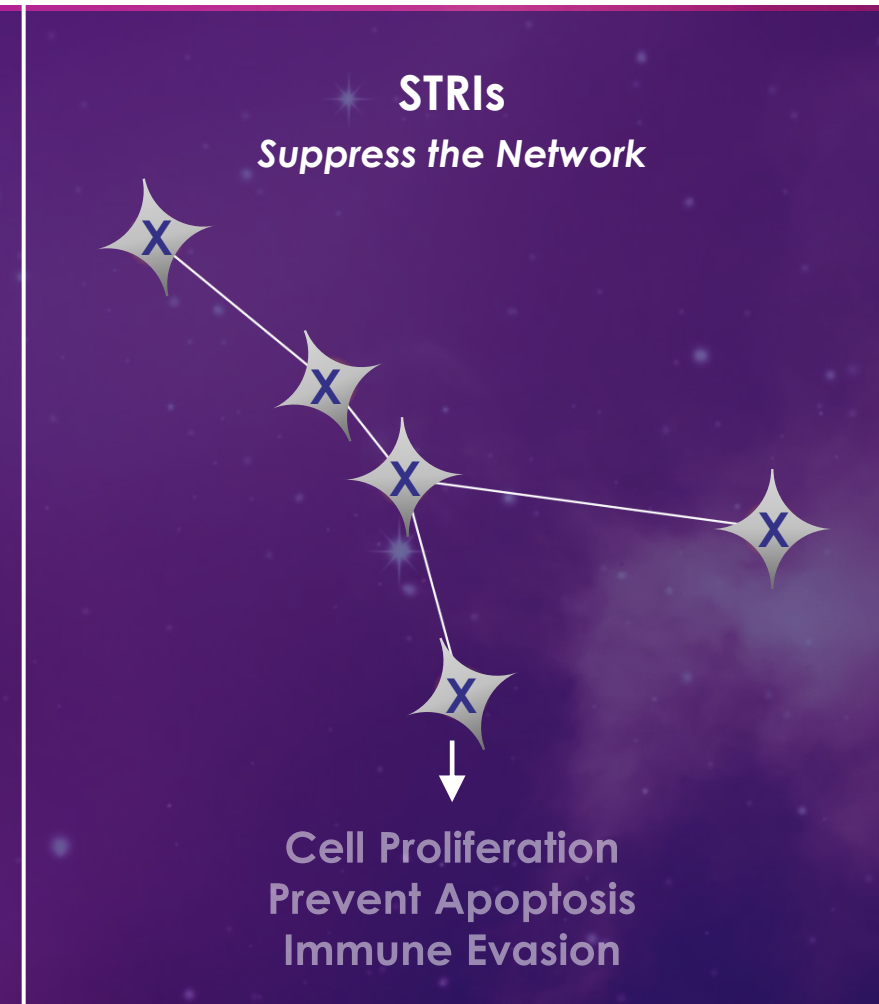 STRIs
Suppress the Network
X
X
X
X
X
Cell Proliferation
Prevent Apoptosis
Immune Evasion